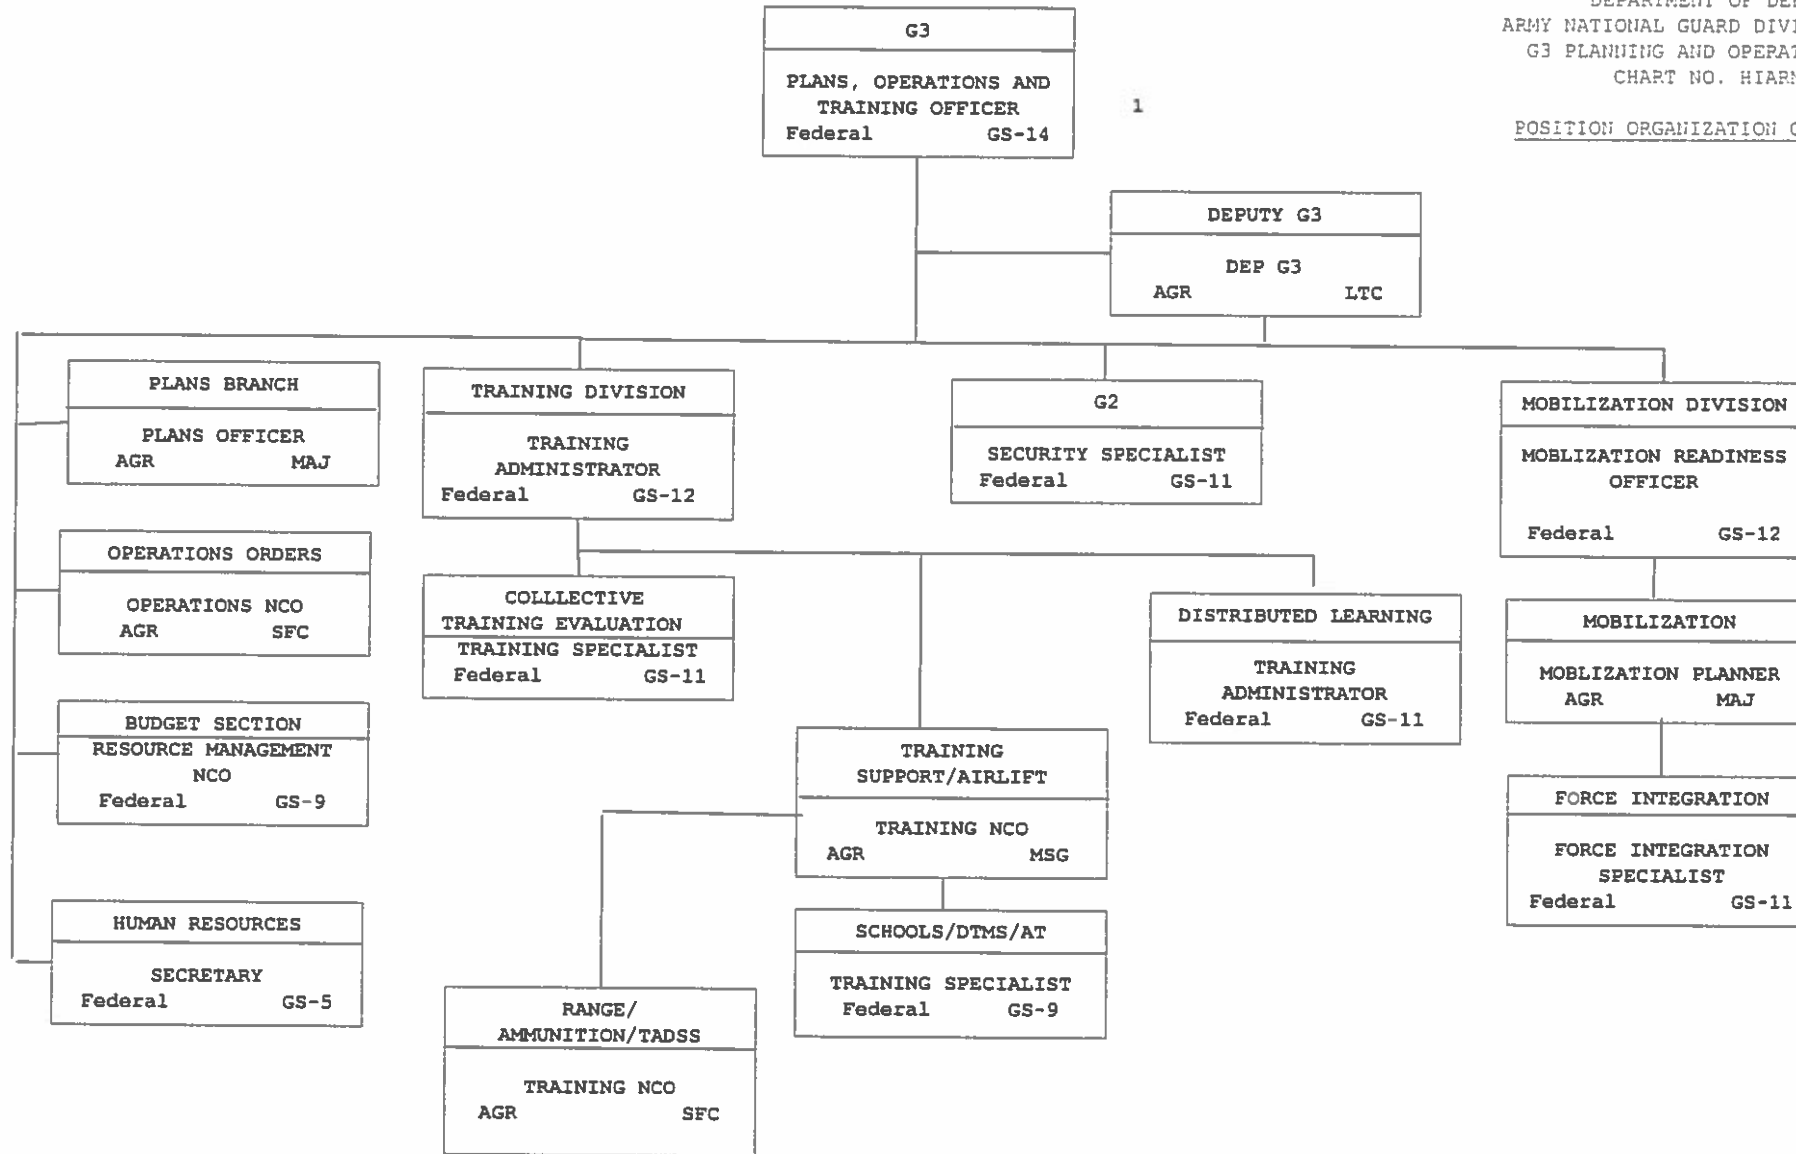 DEPARTMENT OF
ARMY NATIONAL GUARD
G3 PLANNING AND
CHART NO.
POSITION ORGANIZATION
G3
PLANS, OPERATIONS AND
TRAINING OFFICER
Federal GS-14
1
DEPUTY G3
DEP G3
AGR LTC
PLANS BRANCH
PLANS OFFICER
AGR MAJ
OPERATIONS ORDERS
OPERATIONS NCO
AGR SFC
BUDGET SECTION
RESOURCE MANAGEMENT
NCO
Federal GS-9
HUMAN RESOURCES
SECRETARY
Federal GS-5
TRAINING DIVISION
TRAINING
ADMINISTRATOR
Federal GS-12
COLLLECTIVE
TRAINING EVALUATION
TRAINING SPECIALIST
Federal GS-11
TRAINING
SUPPORT/AIRLIFT
TRAINING NCO
AGR MSG
RANGE/
AMMUNITION/TADSS
TRAINING NCO
AGR SFC
SCHOOLS/DTMS/AT
TRAINING SPECIALIST
Federal GS-9
DISTRIBUTED LEARNING
TRAINING
ADMINISTRATOR
Federal GS-11
G2
SECURITY SPECIALIST
Federal GS-11
MOBILIZATION DIVISION
MOBLIZATION READINESS
OFFICER
Federal GS-12
MOBILIZATION
MOBLIZATION PLANNER
AGR MAJ
FORCE INTEGRATION
FORCE INTEGRATION
SPECIALIST
Federal GS-11